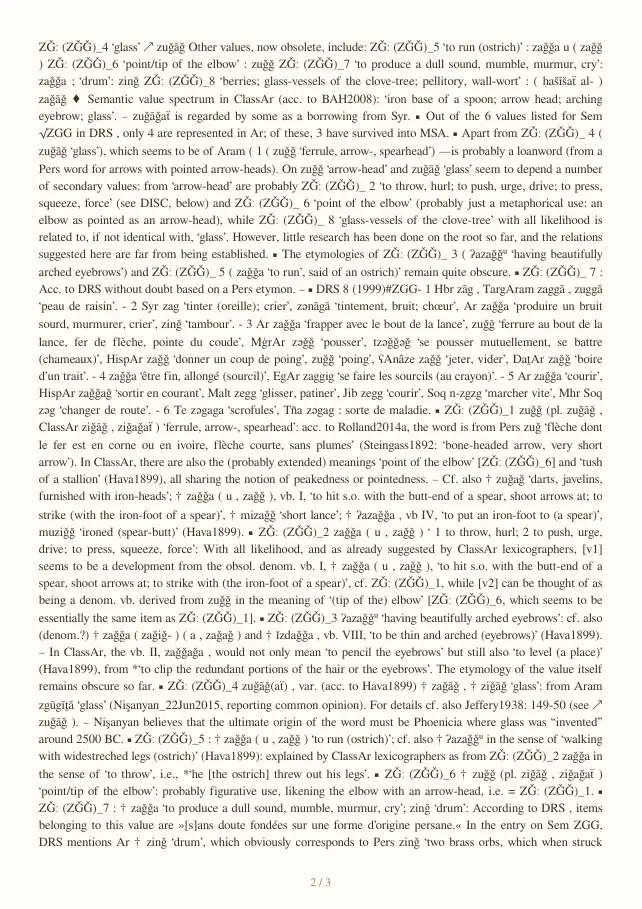 ZǦː (ZǦǦ)_4 ‘glass’ ↗ zuǧāǧ Other values, now obsolete, include: ZǦː (ZǦǦ)_5 ‘to run (ostrich)’ : zaǧǧa u ( zaǧǧ
) ZǦː (ZǦǦ)_6 ‘point/tip of the elbow’ : zuǧǧ ZǦː (ZǦǦ)_7 ‘to produce a dull sound, mumble, murmur, cry’:
zaǧǧa ; ‘drum’: zinǧ ZǦː (ZǦǦ)_8 ‘berries; glass-vessels of the clove-tree; pellitory, wall-wort’ : ( ḥašīšaẗ al- )
zaǧāǧ ♦ Semantic value spectrum in ClassAr (acc. to BAH2008): ‘iron base of a spoon; arrow head; arching
eyebrow; glass’. – zuǧāǧaẗ is regarded by some as a borrowing from Syr. ▪ Out of the 6 values listed for Sem
√ZGG in DRS , only 4 are represented in Ar; of these, 3 have survived into MSA. ▪ Apart from ZǦː (ZǦǦ)_ 4 (
zuǧāǧ ‘glass’), which seems to be of Aram ( 1 ( zuǧǧ ‘ferrule, arrow-, spearhead’) —is probably a loanword (from a
Pers word for arrows with pointed arrow-heads). On zuǧǧ ‘arrow-head’ and zuǧāǧ ‘glass’ seem to depend a number
of secondary values: from ‘arrow-head’ are probably ZǦː (ZǦǦ)_ 2 ‘to throw, hurl; to push, urge, drive; to press,
squeeze, force’ (see DISC, below) and ZǦː (ZǦǦ)_ 6 ‘point of the elbow’ (probably just a metaphorical use: an
elbow as pointed as an arrow-head), while ZǦː (ZǦǦ)_ 8 ‘glass-vessels of the clove-tree’ with all likelihood is
related to, if not identical with, ‘glass’. However, little research has been done on the root so far, and the relations
suggested here are far from being established. ▪ The etymologies of ZǦː (ZǦǦ)_ 3 ( ʔazaǧǧᵘ ‘having beautifully
arched eyebrows’) and ZǦː (ZǦǦ)_ 5 ( zaǧǧa ‘to run’, said of an ostrich)’ remain quite obscure. ▪ ZǦː (ZǦǦ)_ 7 :
Acc. to DRS without doubt based on a Pers etymon. – ▪ DRS 8 (1999)#ZGG- 1 Hbr zāg , TargAram zaggā , zuggā
‘peau de raisin’. - 2 Syr zag ‘tinter (oreille); crier’, zənāgā ‘tintement, bruit; chœur’, Ar zaǧǧa ‘produire un bruit
sourd, murmurer, crier’, zinǧ ‘tambour’. - 3 Ar zaǧǧa ‘frapper avec le bout de la lance’, zuǧǧ ‘ferrure au bout de la
lance, fer de flèche, pointe du coude’, MġrAr zəǧǧ ‘pousser’, tzəǧǧəǧ ‘se pousser mutuellement, se battre
(chameaux)’, HispAr zaǧǧ ‘donner un coup de poing’, zuǧǧ ‘poing’, ʕAnâze zaǧǧ ‘jeter, vider’, DaṯAr zaǧǧ ‘boire
d’un trait’. - 4 zaǧǧa ‘être fin, allongé (sourcil)’, EgAr zaggig ‘se faire les sourcils (au crayon)’. - 5 Ar zaǧǧa ‘courir’,
HispAr zaǧǧaǧ ‘sortir en courant’, Malt zegg ‘glisser, patiner’, Jib zegg ‘courir’, Soq n-zgzg ‘marcher vite’, Mhr Soq
zəg ‘changer de route’. - 6 Te zəgaga ‘scrofules’, Tña zəgag : sorte de maladie. ▪ ZǦː (ZǦǦ)_1 zuǧǧ (pl. zuǧāǧ ,
ClassAr ziǧāǧ , ziǧaǧaẗ ) ‘ferrule, arrow-, spearhead’: acc. to Rolland2014a, the word is from Pers zuǧ ‘flèche dont
le fer est en corne ou en ivoire, flèche courte, sans plumes’ (Steingass1892: ‘bone-headed arrow, very short
arrow’). In ClassAr, there are also the (probably extended) meanings ‘point of the elbow’ [ZǦː (ZǦǦ)_6] and ‘tush
of a stallion’ (Hava1899), all sharing the notion of peakedness or pointedness. – Cf. also † zuǧaǧ ‘darts, javelins,
furnished with iron-heads’; † zaǧǧa ( u , zaǧǧ ), vb. I, ‘to hit s.o. with the butt-end of a spear, shoot arrows at; to
strike (with the iron-foot of a spear)’, † mizaǧǧ ‘short lance’; † ʔazaǧǧa , vb IV, ‘to put an iron-foot to (a spear)’,
muziǧǧ ‘ironed (spear-butt)’ (Hava1899). ▪ ZǦː (ZǦǦ)_2 zaǧǧa ( u , zaǧǧ ) ‘ 1 to throw, hurl; 2 to push, urge,
drive; to press, squeeze, force’: With all likelihood, and as already suggested by ClassAr lexicographers, [v1]
seems to be a development from the obsol. denom. vb. I, † zaǧǧa ( u , zaǧǧ ), ‘to hit s.o. with the butt-end of a
spear, shoot arrows at; to strike with (the iron-foot of a spear)’, cf. ZǦː (ZǦǦ)_1, while [v2] can be thought of as
being a denom. vb. derived from zuǧǧ in the meaning of ‘(tip of the) elbow’ [ZǦː (ZǦǦ)_6, which seems to be
essentially the same item as ZǦː (ZǦǦ)_1]. ▪ ZǦː (ZǦǦ)_3 ʔazaǧǧᵘ ‘having beautifully arched eyebrows’: cf. also
(denom.?) † zaǧǧa ( zaǧiǧ- ) ( a , zaǧaǧ ) and † ĭzdaǧǧa , vb. VIII, ‘to be thin and arched (eyebrows)’ (Hava1899).
– In ClassAr, the vb. II, zaǧǧaǧa , would not only mean ‘to pencil the eyebrows’ but still also ‘to level (a place)’
(Hava1899), from *‘to clip the redundant portions of the hair or the eyebrows’. The etymology of the value itself
remains obscure so far. ▪ ZǦː (ZǦǦ)_4 zuǧāǧ(aẗ) , var. (acc. to Hava1899) † zaǧāǧ , † ziǧāǧ ‘glass’: from Aram
zgūgīṯā ‘glass’ (Nişanyan_22Jun2015, reporting common opinion). For details cf. also Jeffery1938: 149-50 (see ↗
zuǧāǧ ). – Nişanyan believes that the ultimate origin of the word must be Phoenicia where glass was “invented”
around 2500 BC. ▪ ZǦː (ZǦǦ)_5 : † zaǧǧa ( u , zaǧǧ ) ‘to run (ostrich)’; cf. also † ʔazaǧǧᵘ in the sense of ‘walking
with widestreched legs (ostrich)’ (Hava1899): explained by ClassAr lexicographers as from ZǦː (ZǦǦ)_2 zaǧǧa in
the sense of ‘to throw’, i.e., *‘he [the ostrich] threw out his legs’. ▪ ZǦː (ZǦǦ)_6 † zuǧǧ (pl. ziǧāǧ , ziǧaǧaẗ )
‘point/tip of the elbow’: probably figurative use, likening the elbow with an arrow-head, i.e. = ZǦː (ZǦǦ)_1. ▪
ZǦː (ZǦǦ)_7 : † zaǧǧa ‘to produce a dull sound, mumble, murmur, cry’; zinǧ ‘drum’: According to DRS , items
belonging to this value are »[s]ans doute fondées sur une forme d’origine persane.« In the entry on Sem ZGG,
DRS mentions Ar † zinǧ ‘drum’, which obviously corresponds to Pers zinǧ ‘two brass orbs, which when struck
2 / 3